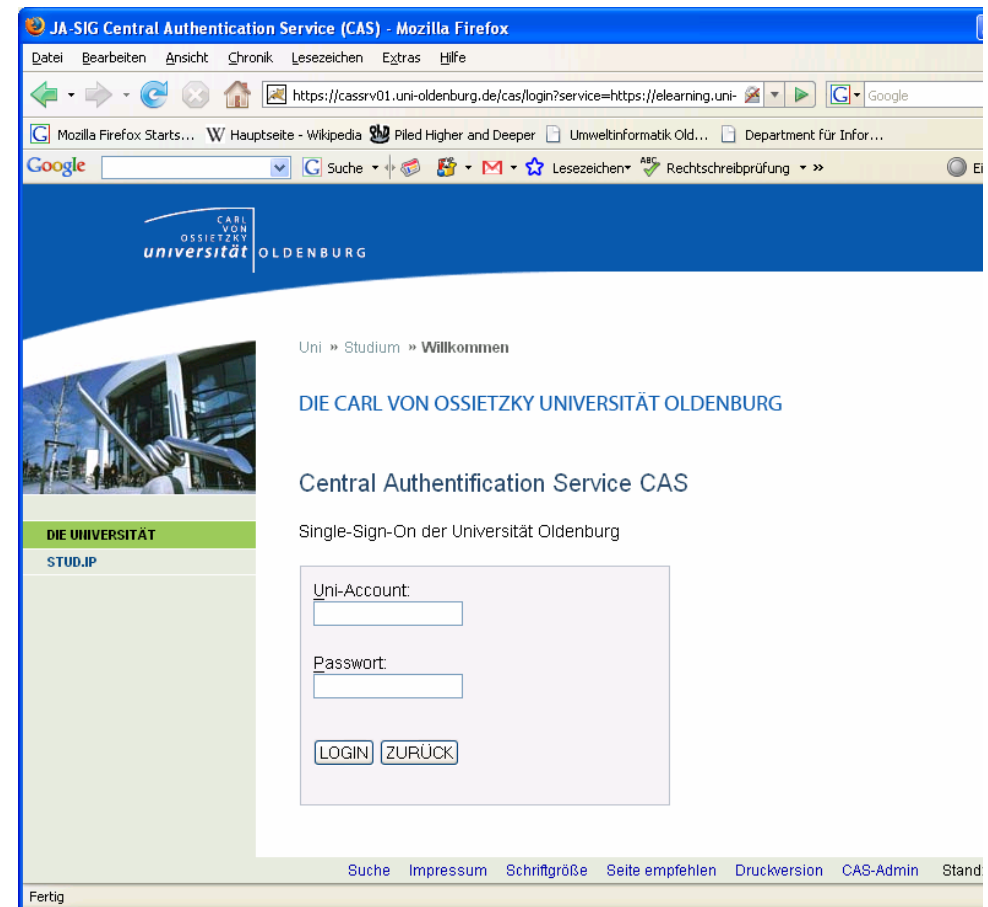 JA-SIG Central Authentication Service (CAS) - Mozilla Firefox
Datei Bearbeiten Ansicht Chronik Lesezeichen Extras Hilfe
https://cassrv01.uni-oldenburg.de/cas/login?service=https://elearning.uni- G Google
G Mozilla Firefox Starts... W Hauptseite - Wikipedia Piled Higher and Deeper Umweltinformatik Old... Department für Infor...
Google G Suche Lesezeichen ABC Rechtschreibprüfung » Ei
CARL
VON
OSSIETZKY
universität OLDENBURG
Uni » Studium » Willkommen
DIE CARL VON OSSIETZKY UNIVERSITÄT OLDENBURG
Central Authentification Service CAS
DIE UNIVERSITÄT
STUD.IP
Single-Sign-On der Universität Oldenburg
Uni-Account:
Passwort:
LOGIN ZURÜCK
Suche Impressum Schriftgröße Seite empfehlen Druckversion CAS-Admin Stand:
Fertig